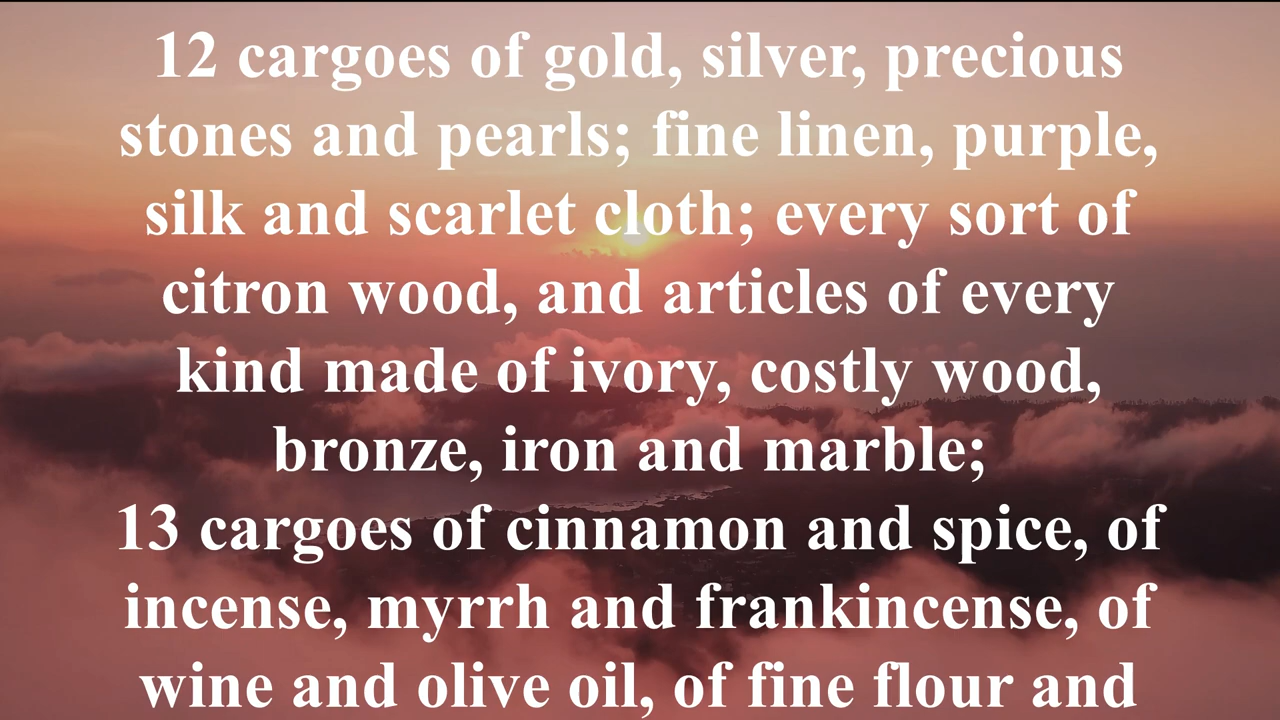 12 cargoes of gold, silver, precious
stones and pearls; fine linen, purple,
silk and scarlet cloth; every sort of
citron wood, and articles of every
kind made of ivory, costly wood,
bronze, iron and marble;
13 cargoes of cinnamon and spice, of
incense, myrrh and frankincense, of
wine and olive oil, of fine flour and